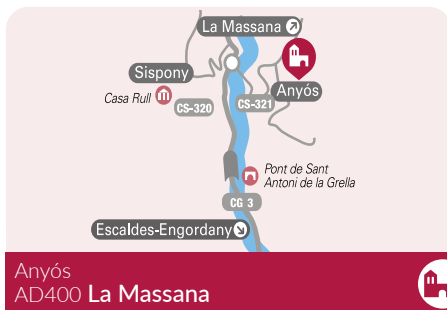 La Massana
Sispony
Casa Rull
CS-320
CS-321
Anyós
Pont de Sant
Antoni de la Grella
CG 3
Escaldes-Engordany
Anyós
AD400 La Massana